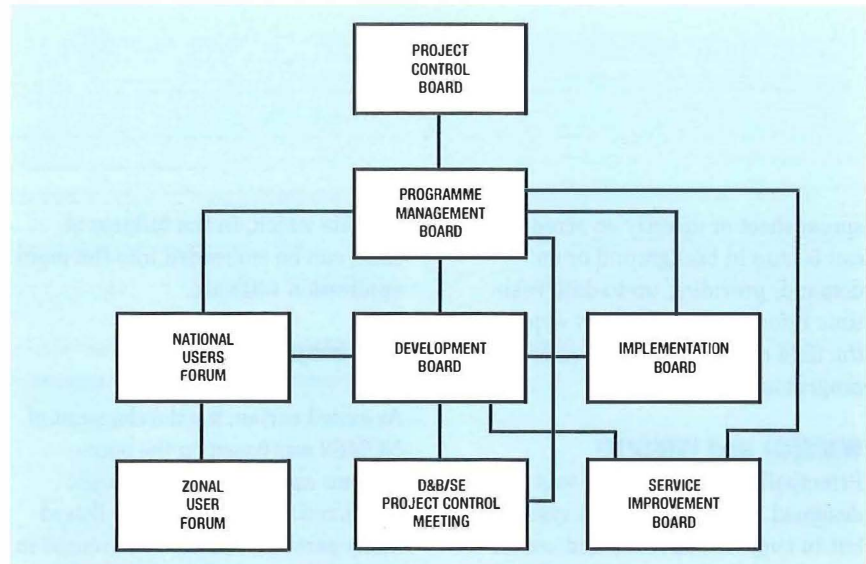 PROJECT
CONTROL
BOARD
PROGRAMME
MANAGEMENT
BOARD
NATIONAL
USERS
FORUM
DEVELOPMENT
BOARD
IMPLEMENTATION
BOARD
ZONAL
USER
FORUM
D&B/SE
PROJECT CONTROL
MEETING
SERVICE
IMPROVEMENT
BOARD